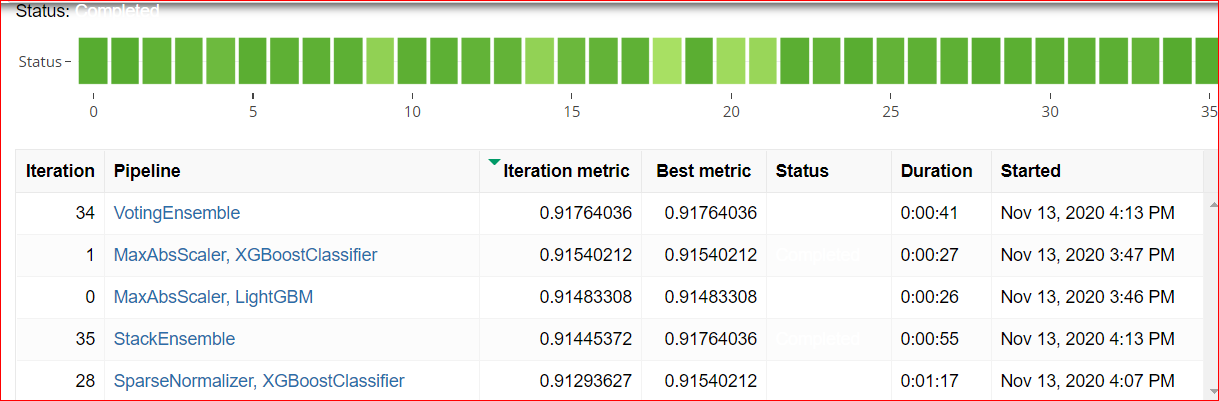 Status: Completed
Status
0 5 10 15 20 25 30 35
Iteration Pipeline Iteration metric Best metric Status Duration Started
34 VotingEnsemble 0.91764036 0.91764036 0:00:41 Nov 13, 2020 4:13 PM
1 MaxAbsScaler, XGBoostClassifier 0.91540212 0.91540212 Completed 0:00:27 Nov 13, 2020 3:47 PM
0 MaxAbsScaler, LightGBM 0.91483308 0.91483308 0:00:26 Nov 13, 2020 3:46 PM
35 StackEnsemble 0.91445372 0.91764036 Completed 0:00:55 Nov 13, 2020 4:13 PM
28 SparseNormalizer, XGBoostClassifier 0.91293627 0.91540212 0:01:17 Nov 13, 2020 4:07 PM